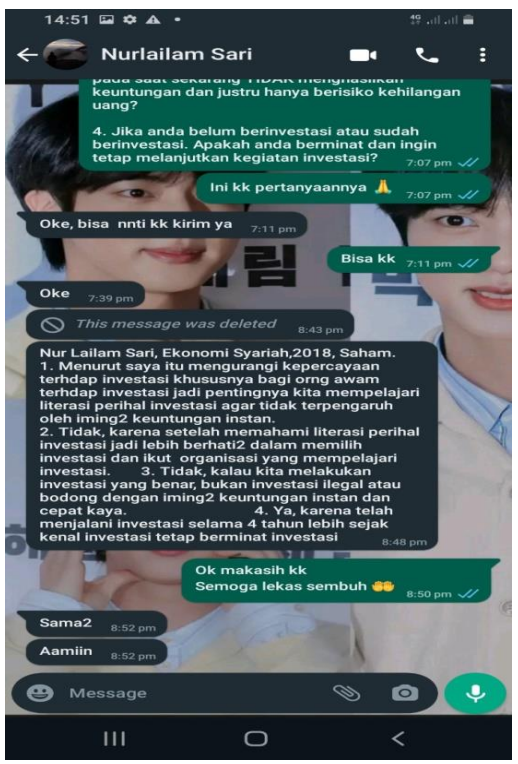 14:51
4G
Nurlailam Sari
pada saat sekarang TIDAK menghasilkan
keuntungan dan justru hanya berisiko kehilangan
uang?
4. Jika anda belum berinvestasi atau sudah
berinvestasi. Apakah anda berminat dan ingin
tetap melanjutkan kegiatan investasi?
7:07 pm
Ini kk pertanyaannya 🙏
7:07 pm
Oke, bisa nnti kk kirim ya
7:11 pm
Bisa kk
7:11 pm
Oke
7:39 pm
This message was deleted
8:43 pm
Nur Lailam Sari, Ekonomi Syariah,2018, Saham.
1. Menurut saya itu mengurangi kepercayaan
terhdap investasi khususnya bagi orng awam
terhdap investasi jadi pentingnya kita mempelajari
literasi perihal investasi agar tidak terpengaruh
oleh iming2 keuntungan instan.
2. Tidak, karena setelah memahami literasi perihal
investasi jadi lebih berhati2 dalam memilih
investasi dan ikut organisasi yang mempelajari
investasi. 3. Tidak, kalau kita melakukan
investasi yang benar, bukan investasi ilegal atau
bodong dengan iming2 keuntungan instan dan
cepat kaya. 4. Ya, karena telah
menjalani investasi selama 4 tahun lebih sejak
kenal investasi tetap berminat investasi
8:48 pm
Ok makasih kk
Semoga lekas sembuh 🤲
8:50 pm
Sama2
8:52 pm
Aamiin
8:52 pm
Message